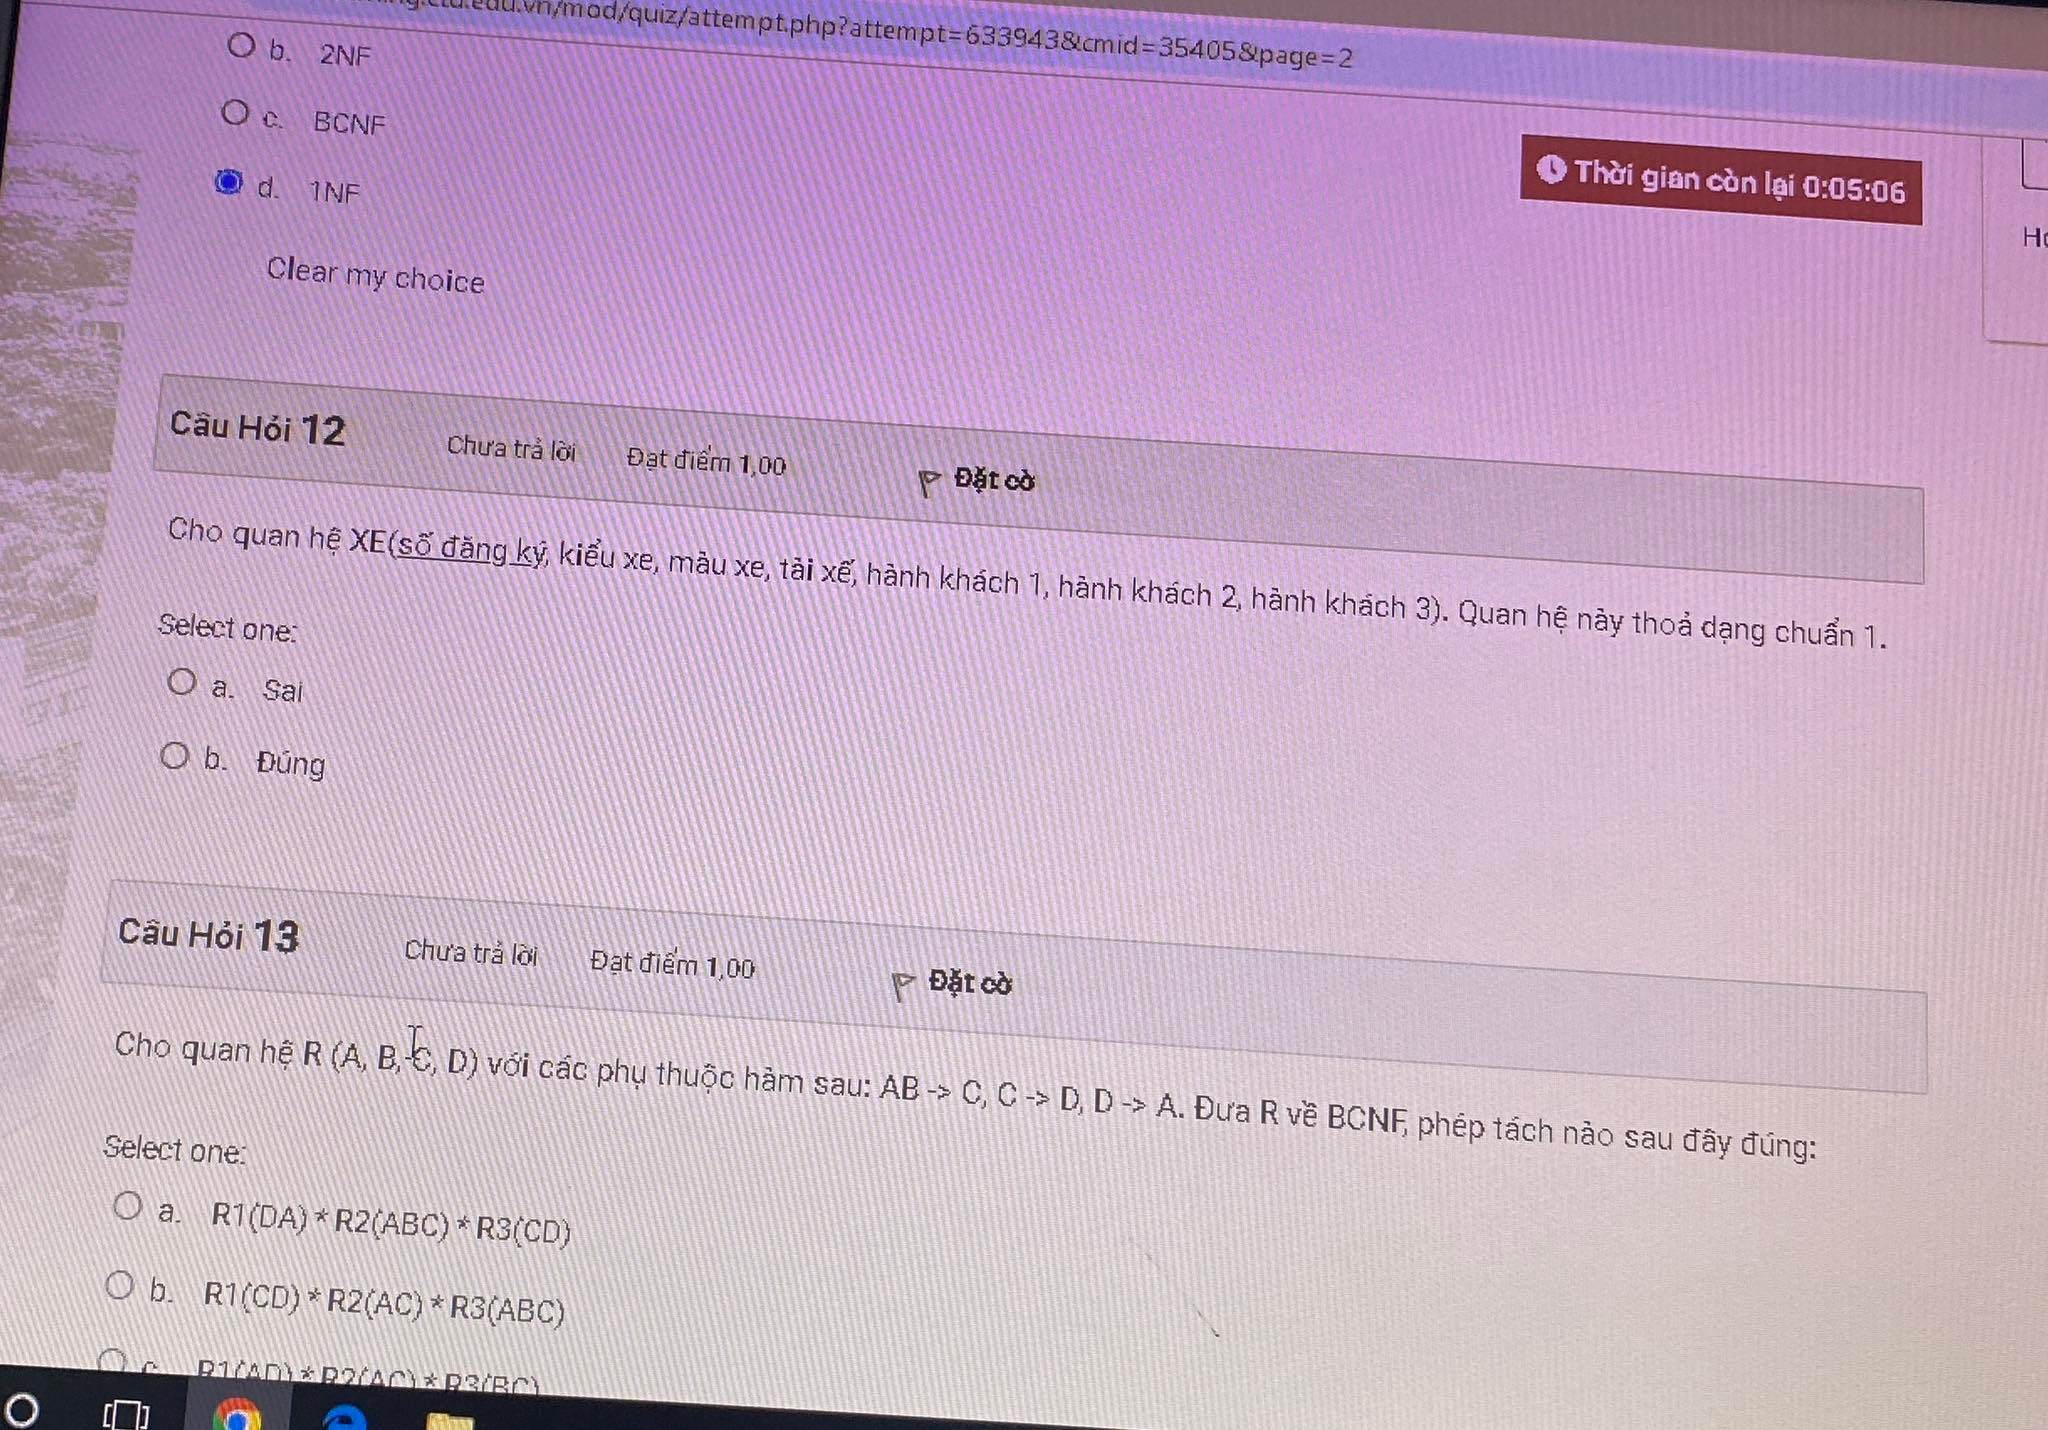 edu.vn/mod/quiz/attempt.php?attempt=633943&cmid=35405&page=2
b. 2NF
c. BCNF
d. 1NF
Thời gian còn lại 0:05:06
Clear my choice
Câu Hỏi 12 Chưa trả lời Đạt điểm 1,00 Đặt cờ
Cho quan hệ XE(số đăng ký, kiểu xe, màu xe, tài xế, hành khách 1, hành khách 2, hành khách 3). Quan hệ này thoả dạng chuẩn 1.
Select one:
a. Sai
b. Đúng
Câu Hỏi 13 Chưa trả lời Đạt điểm 1,00 Đặt cờ
Cho quan hệ R (A, B, C, D) với các phụ thuộc hàm sau: AB -> C, C -> D, D -> A. Đưa R về BCNF, phép tách nào sau đây đúng:
Select one:
a. R1(DA) * R2(ABC) * R3(CD)
b. R1(CD) * R2(AC) * R3(ABC)
c. R1(AD) * R2(AC) * R3(BC)